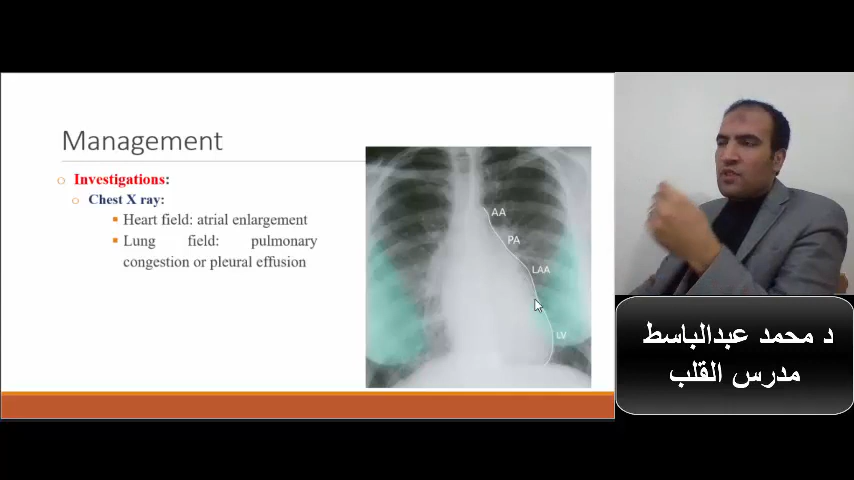 Management
Investigations:
Chest X ray:
Heart field: atrial enlargement
Lung field: pulmonary
congestion or pleural effusion
AA
PA
LAA
LV
د محمد عبدالباسط
مدرس القلب